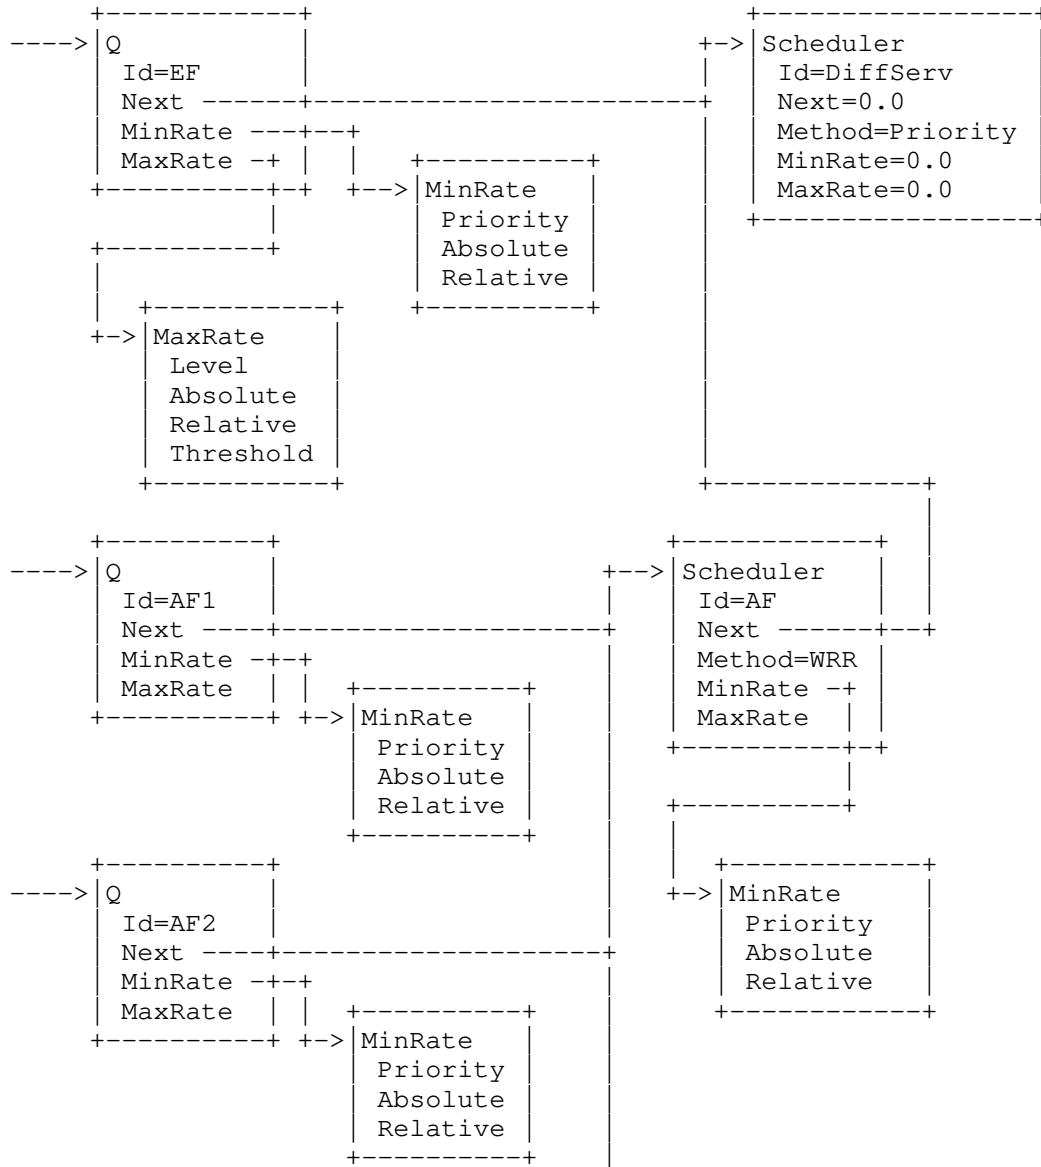 +-----------+                           +-----------------+
---->|Q          |                        +->|Scheduler        |
     | Id=EF     |                        |  | Id=DiffServ     |
     | Next -----+------------------------+  | Next=0.0        |
     | MinRate --+--+                     |  | Method=Priority |
     | MaxRate -+ | |   +----------+      |  | MinRate=0.0     |
     +----------+-+ +-->|MinRate   |      |  | MaxRate=0.0     |
                |       | Priority |      |  +-----------------+
     +----------+       | Absolute |      |
     |                  | Relative |      |
     |  +-----------+   +----------+      |
     +->|MaxRate    |                     |
        | Level     |                     |
        | Absolute  |                     |
        | Relative  |                     |
        | Threshold |                     |
        +-----------+                     +-------------+
                                                        |
     +----------+                       +------------+  |
---->|Q         |                   +-->|Scheduler   |  |
     | Id=AF1   |                   |   | Id=AF      |  |
     | Next ----+-------------------+   | Next ------+--+
     | MinRate -+-+                 |   | Method=WRR |
     | MaxRate  | |  +----------+   |   | MinRate -+ |
     +----------+ +->|MinRate   |   |   | MaxRate  | |
                     | Priority |   |   +----------+-+
                     | Absolute |   |              |
                     | Relative |   |   +----------+
                     +----------+   |   |
     +----------+                   |   |  +------------+
---->|Q         |                   |   +->|MinRate     |
     | Id=AF2   |                   |      | Priority   |
     | Next ----+-------------------+      | Absolute   |
     | MinRate -+-+                 |      | Relative   |
     | MaxRate  | |  +----------+   |      +------------+
     +----------+ +->|MinRate   |   |
                     | Priority |   |
                     | Absolute |   |
                     | Relative |   |
                     +----------+   |